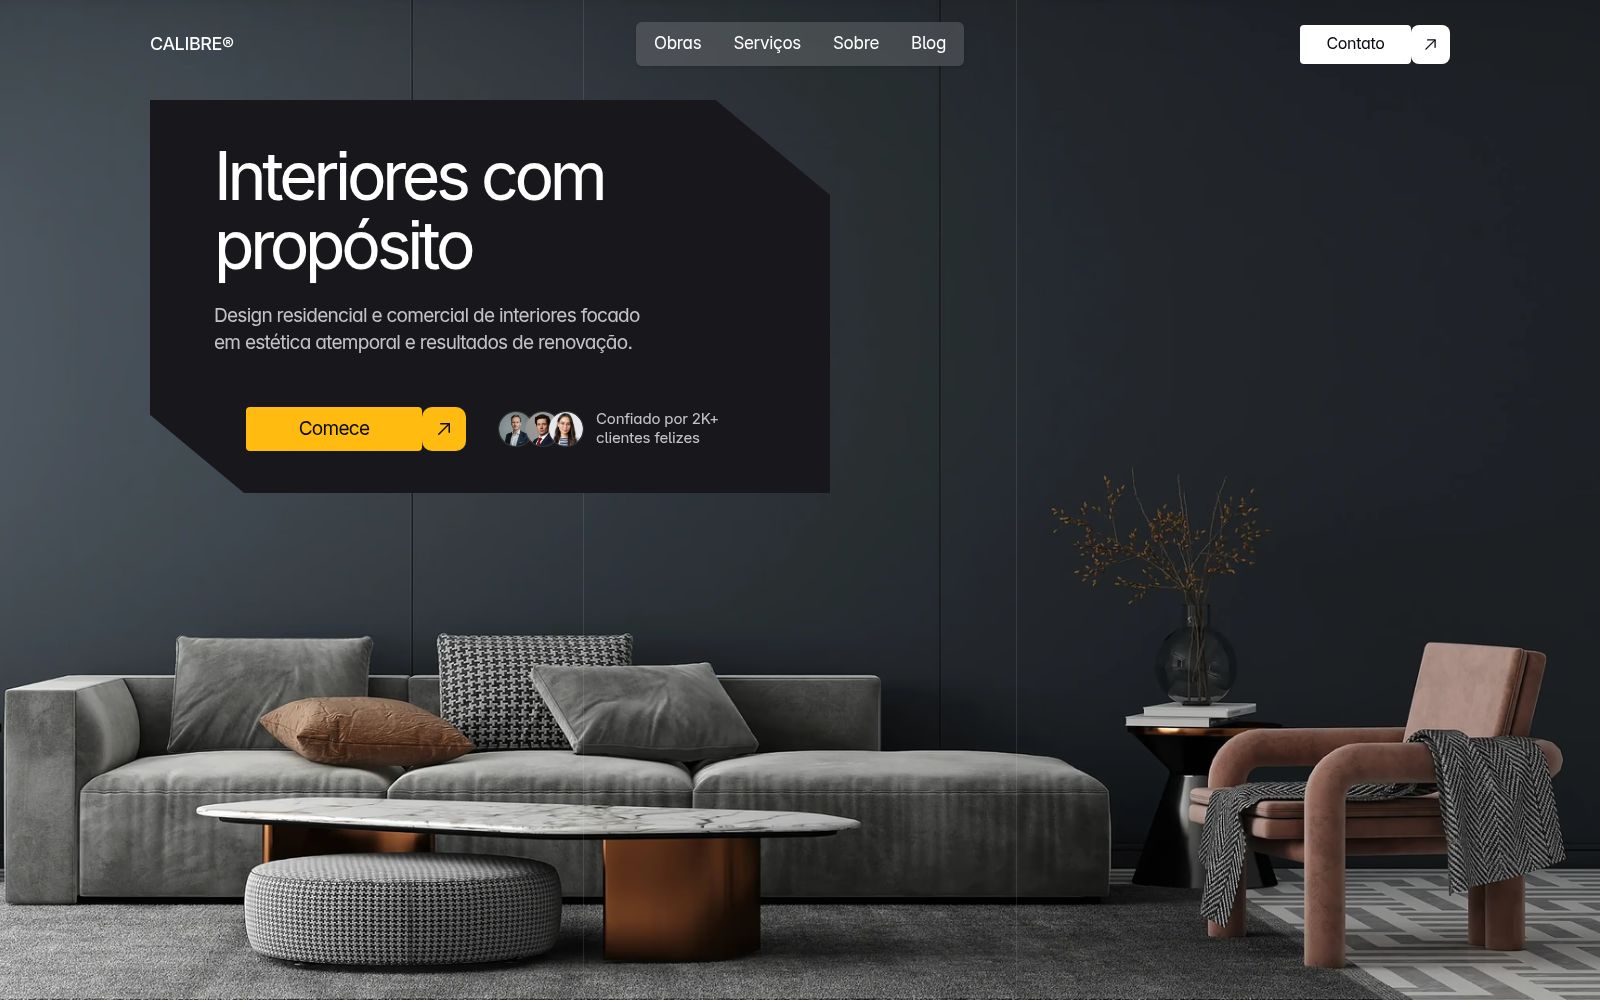 CALIBRE®
Obras
Serviços
Sobre
Blog
Contato
Interiores com
propósito
Design residencial e comercial de interiores focado
em estética atemporal e resultados de renovação.
Comece
Confiado por 2K+
clientes felizes